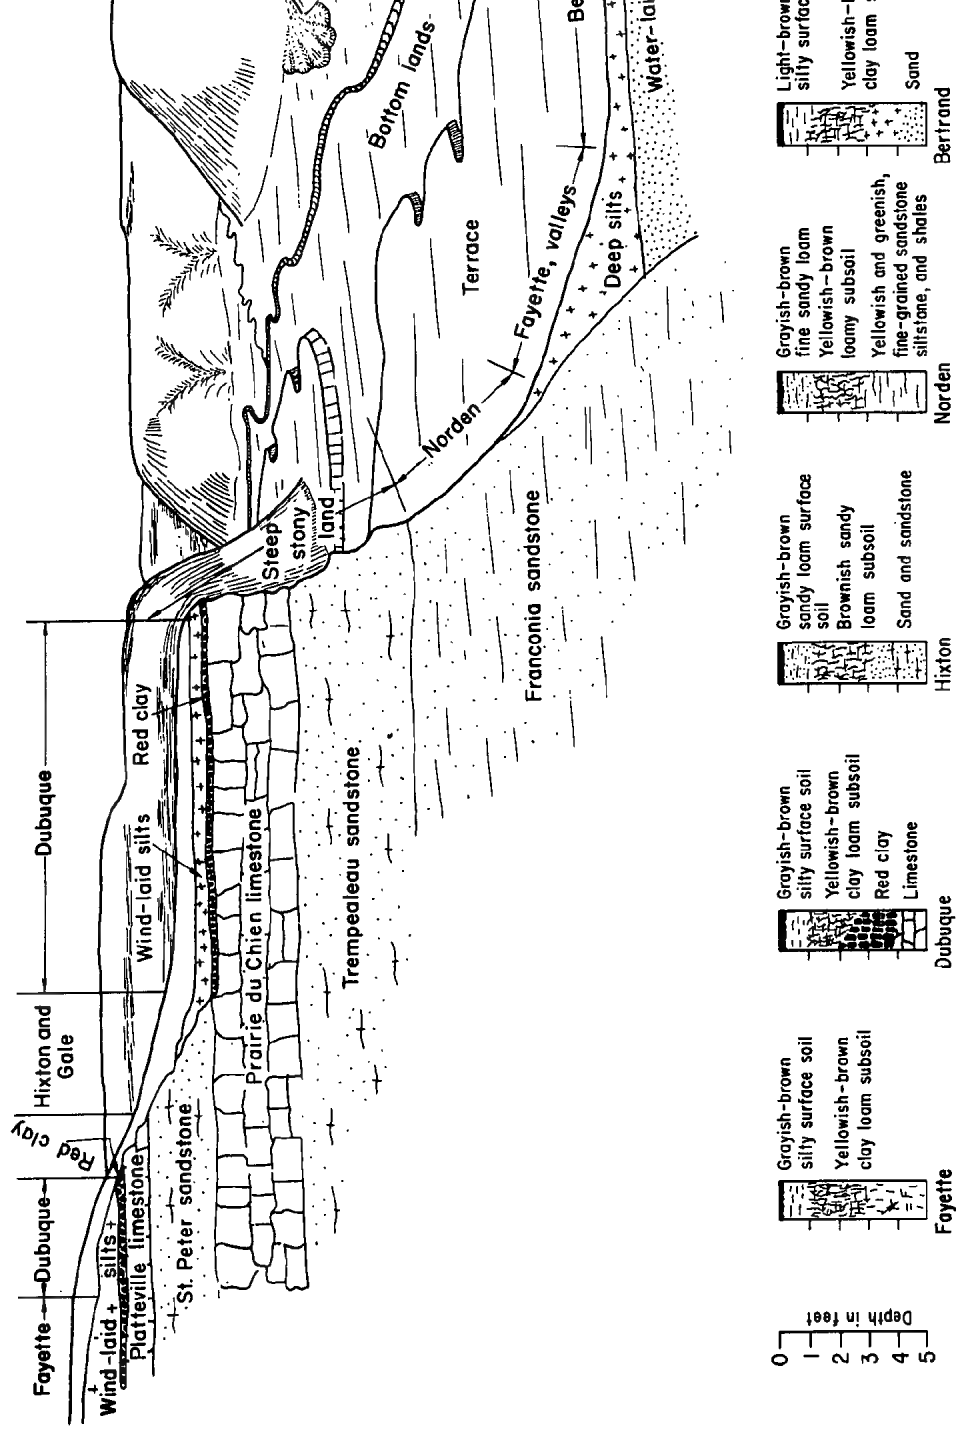 Fayette
Dubuque
Hixton and
Gale
Dubuque
Red clay
Wind-laid
silts
Platteville limestone
St. Peter sandstone
Wind-laid silts
Red clay
Prairie du Chien limestone
Trempealeau sandstone
Franconia sandstone
Steep
stony
land
Norden
Fayette, valleys
Be
Terrace
Bottom lands
Deep silts
Water-lai
Depth in feet
0
1
2
3
4
5
Grayish-brown
silty surface soil
Yellowish-brown
clay loam subsoil
Fayette
Grayish-brown
silty surface soil
Yellowish-brown
clay loam subsoil
Red clay
Limestone
Dubuque
Grayish-brown
sandy loam surface
soil
Brownish sandy
loam subsoil
Sand and sandstone
Hixton
Grayish-brown
fine sandy loam
Yellowish-brown
loamy subsoil
Yellowish and greenish,
fine-grained sandstone
siltstone, and shales
Norden
Light-brow
silty surfac
Yellowish-
clay loam
Sand
Bertrand